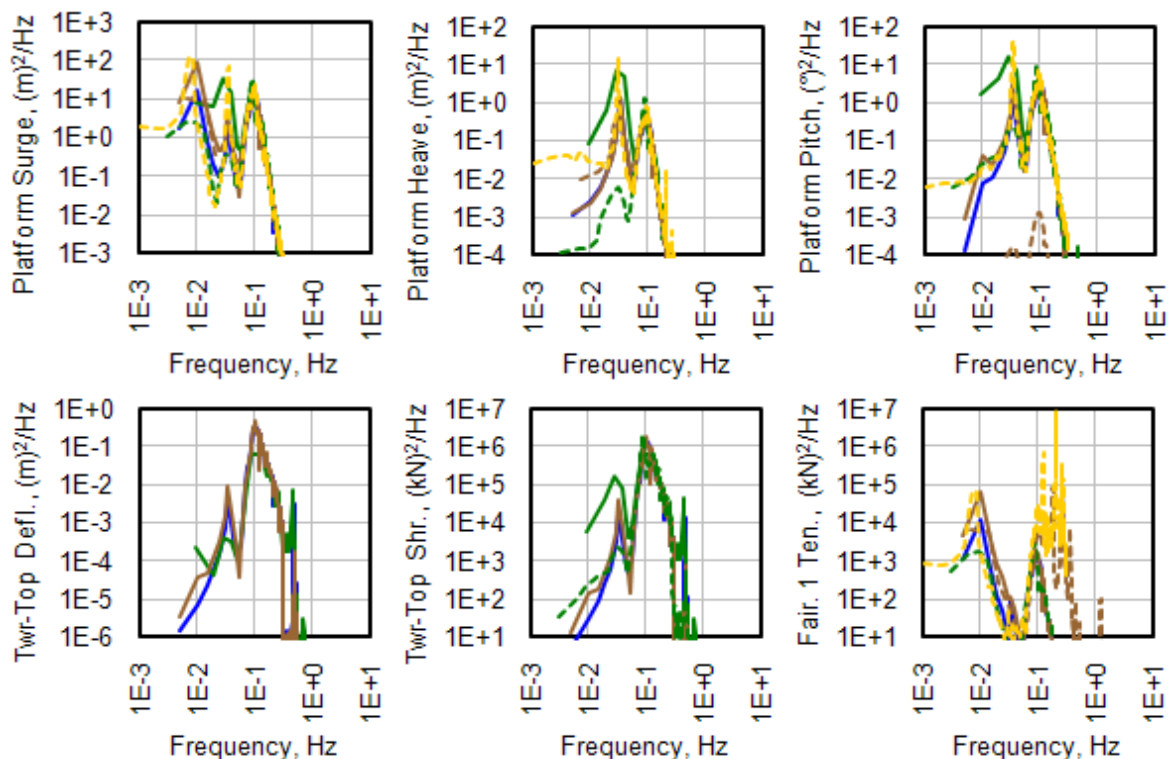 Platform Surge, (m)²/Hz
1E+3
1E+2
1E+1
1E+0
1E-1
1E-2
1E-3
1E-3
1E-2
1E-1
1E+0
1E+1
Frequency, Hz
Platform Heave, (m)²/Hz
1E+2
1E+1
1E+0
1E-1
1E-2
1E-3
1E-4
1E-3
1E-2
1E-1
1E+0
1E+1
Frequency, Hz
Platform Pitch, (°)²/Hz
1E+2
1E+1
1E+0
1E-1
1E-2
1E-3
1E-4
1E-3
1E-2
1E-1
1E+0
1E+1
Frequency, Hz
Twr-Top Defl., (m)²/Hz
1E+0
1E-1
1E-2
1E-3
1E-4
1E-5
1E-6
1E-3
1E-2
1E-1
1E+0
1E+1
Frequency, Hz
Twr-Top Shr., (kN)²/Hz
1E+7
1E+6
1E+5
1E+4
1E+3
1E+2
1E+1
1E-3
1E-2
1E-1
1E+0
1E+1
Frequency, Hz
Fair. 1 Ten., (kN)²/Hz
1E+7
1E+6
1E+5
1E+4
1E+3
1E+2
1E+1
1E-3
1E-2
1E-1
1E+0
1E+1
Frequency, Hz